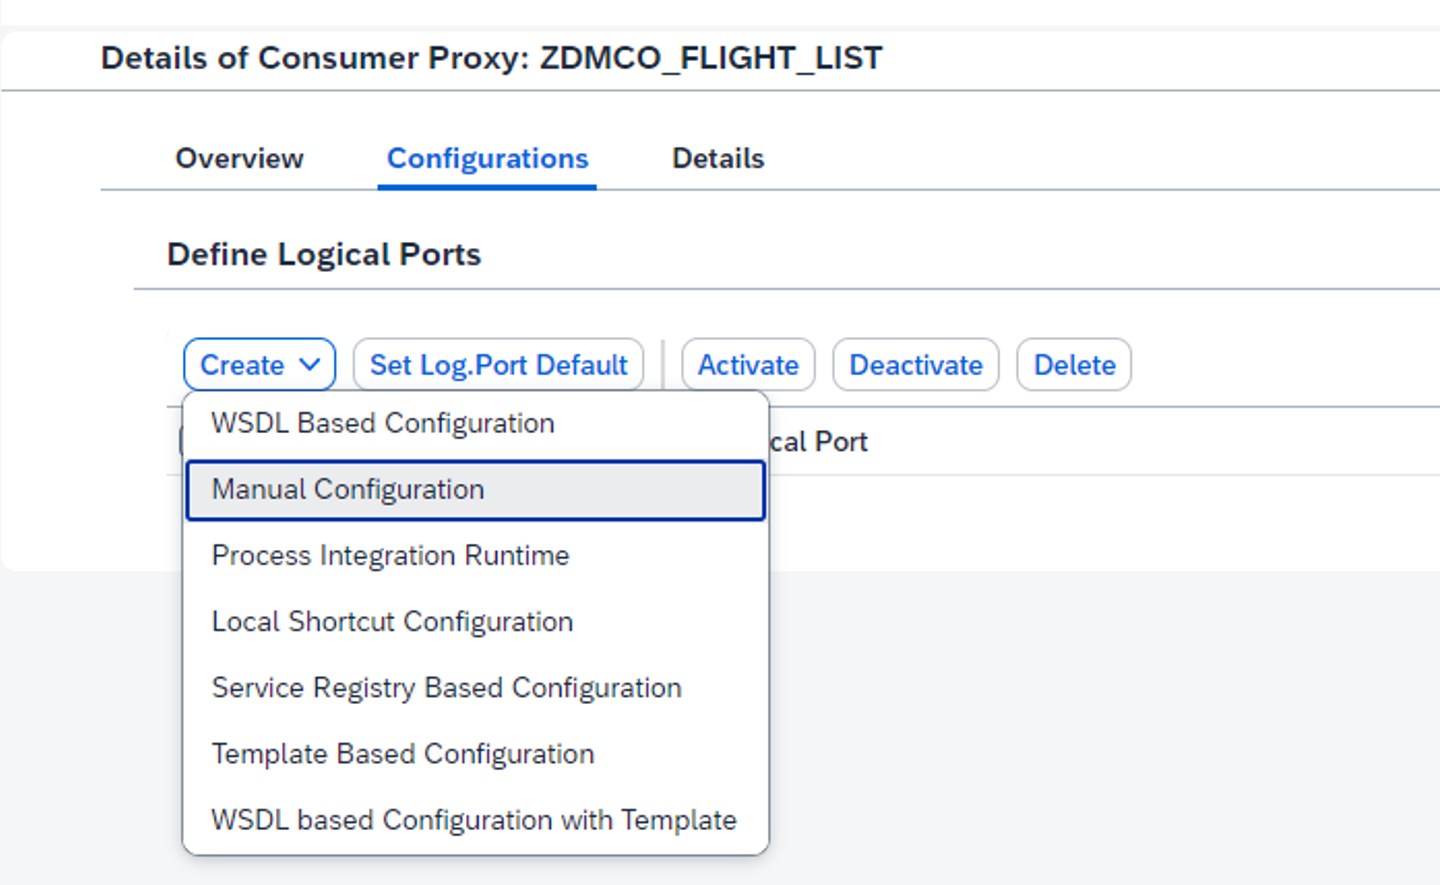 Details of Consumer Proxy: ZDMCO_FLIGHT_LIST
Overview Configurations Details
Define Logical Ports
Create Set Log.Port Default Activate Deactivate Delete
WSDL Based Configuration
cal Port
Manual Configuration
Process Integration Runtime
Local Shortcut Configuration
Service Registry Based Configuration
Template Based Configuration
WSDL based Configuration with Template